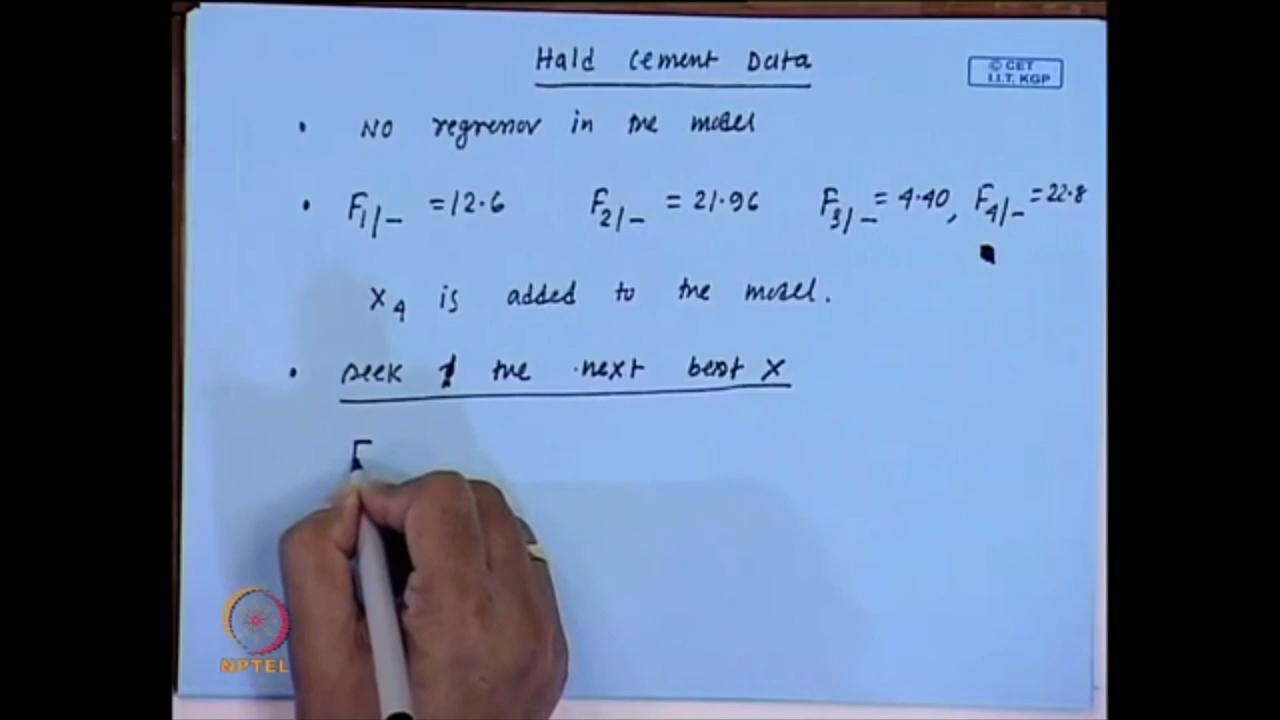 Hald Cement Data
© CET
I.I.T. KGP
• No regressor in the model
• F1/– = 12.6 F2/– = 21.96 F3/– = 4.40, F4/– = 22.8
X4 is added to the model.
• seek the next best X
F
NPTEL